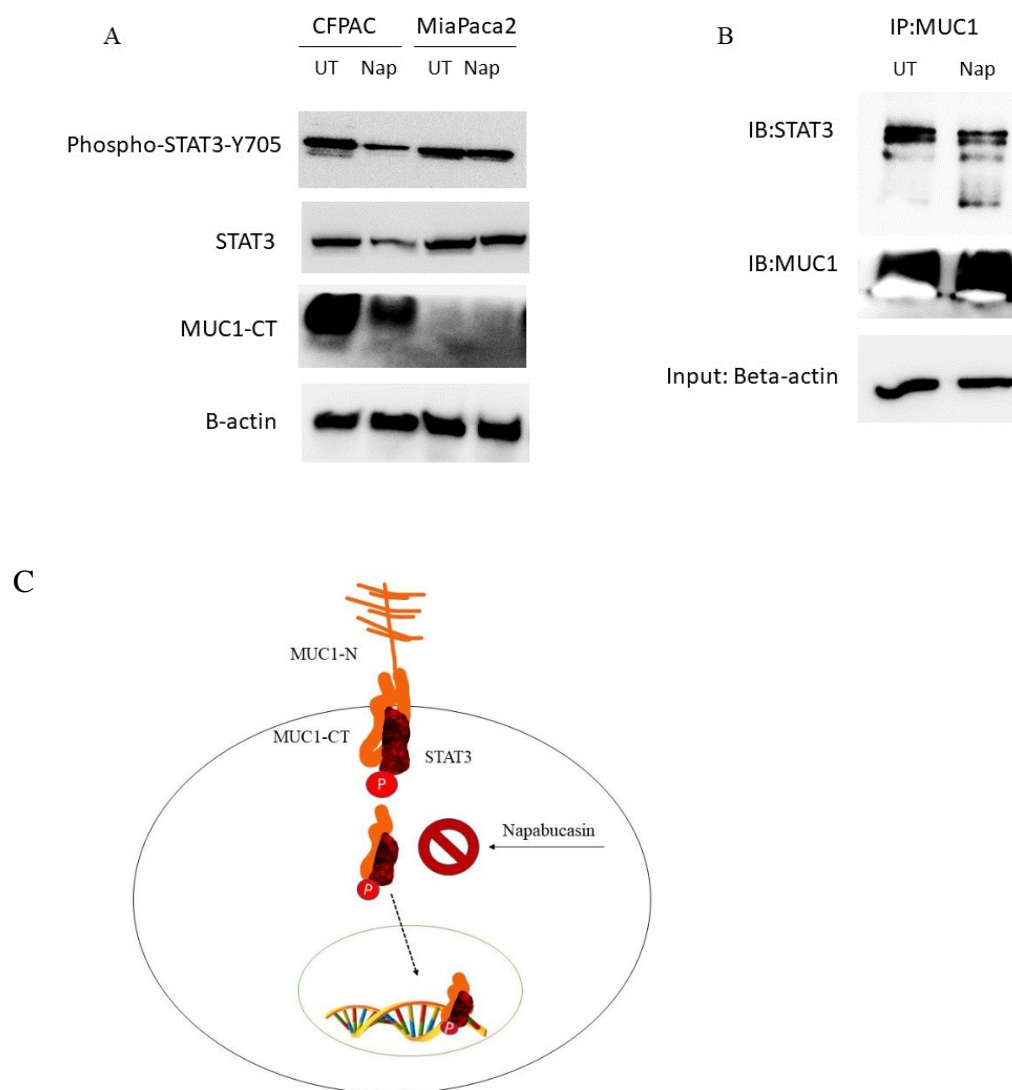 A
CFPAC MiaPaca2
UT Nap UT Nap
Phospho-STAT3-Y705
STAT3
MUC1-CT
B-actin
B
IP:MUC1
UT Nap
IB:STAT3
IB:MUC1
Input: Beta-actin
C
MUC1-N
MUC1-CT
STAT3
P
Napabucasin
P
P